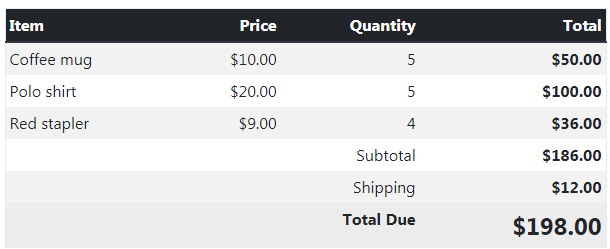 Item Price Quantity Total
Coffee mug $10.00 5 $50.00
Polo shirt $20.00 5 $100.00
Red stapler $9.00 4 $36.00
Subtotal $186.00
Shipping $12.00
Total Due $198.00